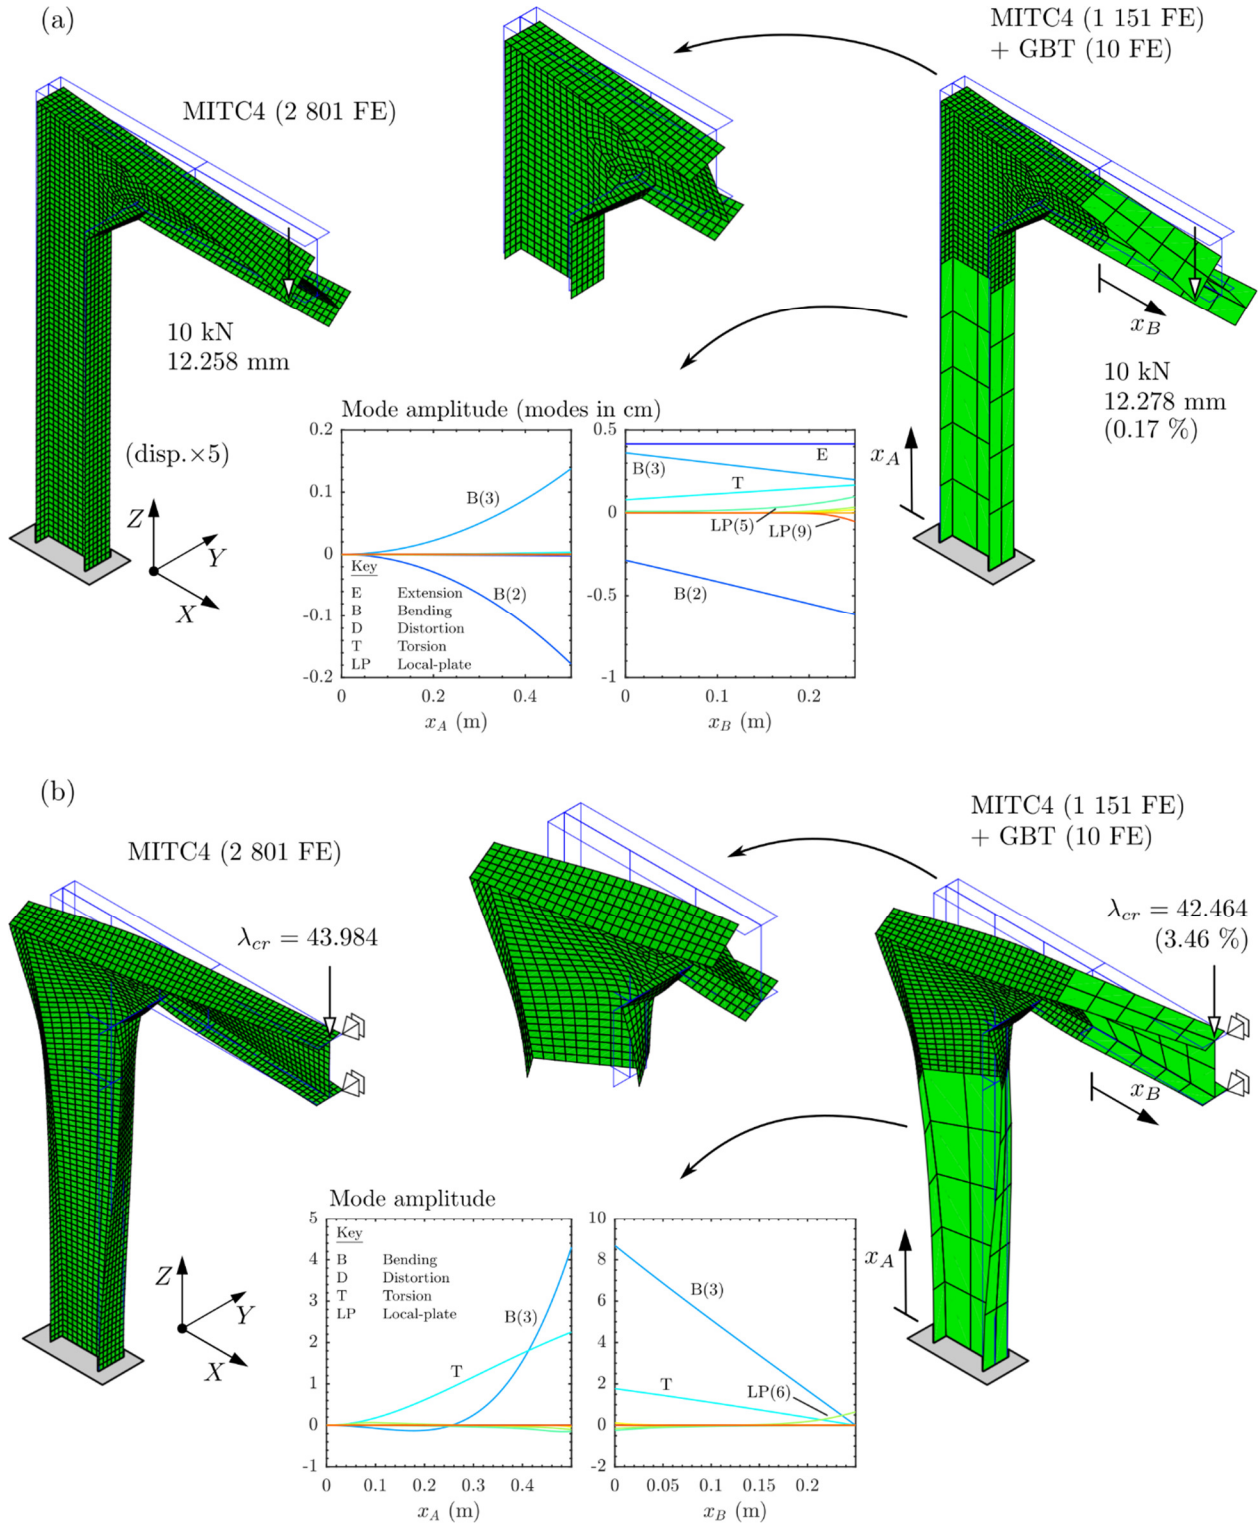 (a)
MITC4 (2 801 FE)
MITC4 (1 151 FE)
+ GBT (10 FE)
10 kN
12.258 mm
x_B
10 kN
12.278 mm
(0.17 %)
(disp.×5)
x_A
Z
Y
X
Mode amplitude (modes in cm)
0.2
0.1
0
-0.1
-0.2
B(3)
B(2)
Key
E Extension
B Bending
D Distortion
T Torsion
LP Local-plate
0 0.2 0.4
x_A (m)
0.5
0
-0.5
-1
E
B(3)
T
LP(5) LP(9)
B(2)
0 0.1 0.2
x_B (m)
(b)
MITC4 (2 801 FE)
MITC4 (1 151 FE)
+ GBT (10 FE)
λ_cr = 43.984
λ_cr = 42.464
(3.46 %)
x_B
x_A
Z
Y
X
Mode amplitude
5
4
3
2
1
0
-1
Key
B Bending
D Distortion
T Torsion
LP Local-plate
B(3)
T
0 0.1 0.2 0.3 0.4 0.5
x_A (m)
10
8
6
4
2
0
-2
B(3)
T
LP(6)
0 0.05 0.1 0.15 0.2 0.25
x_B (m)